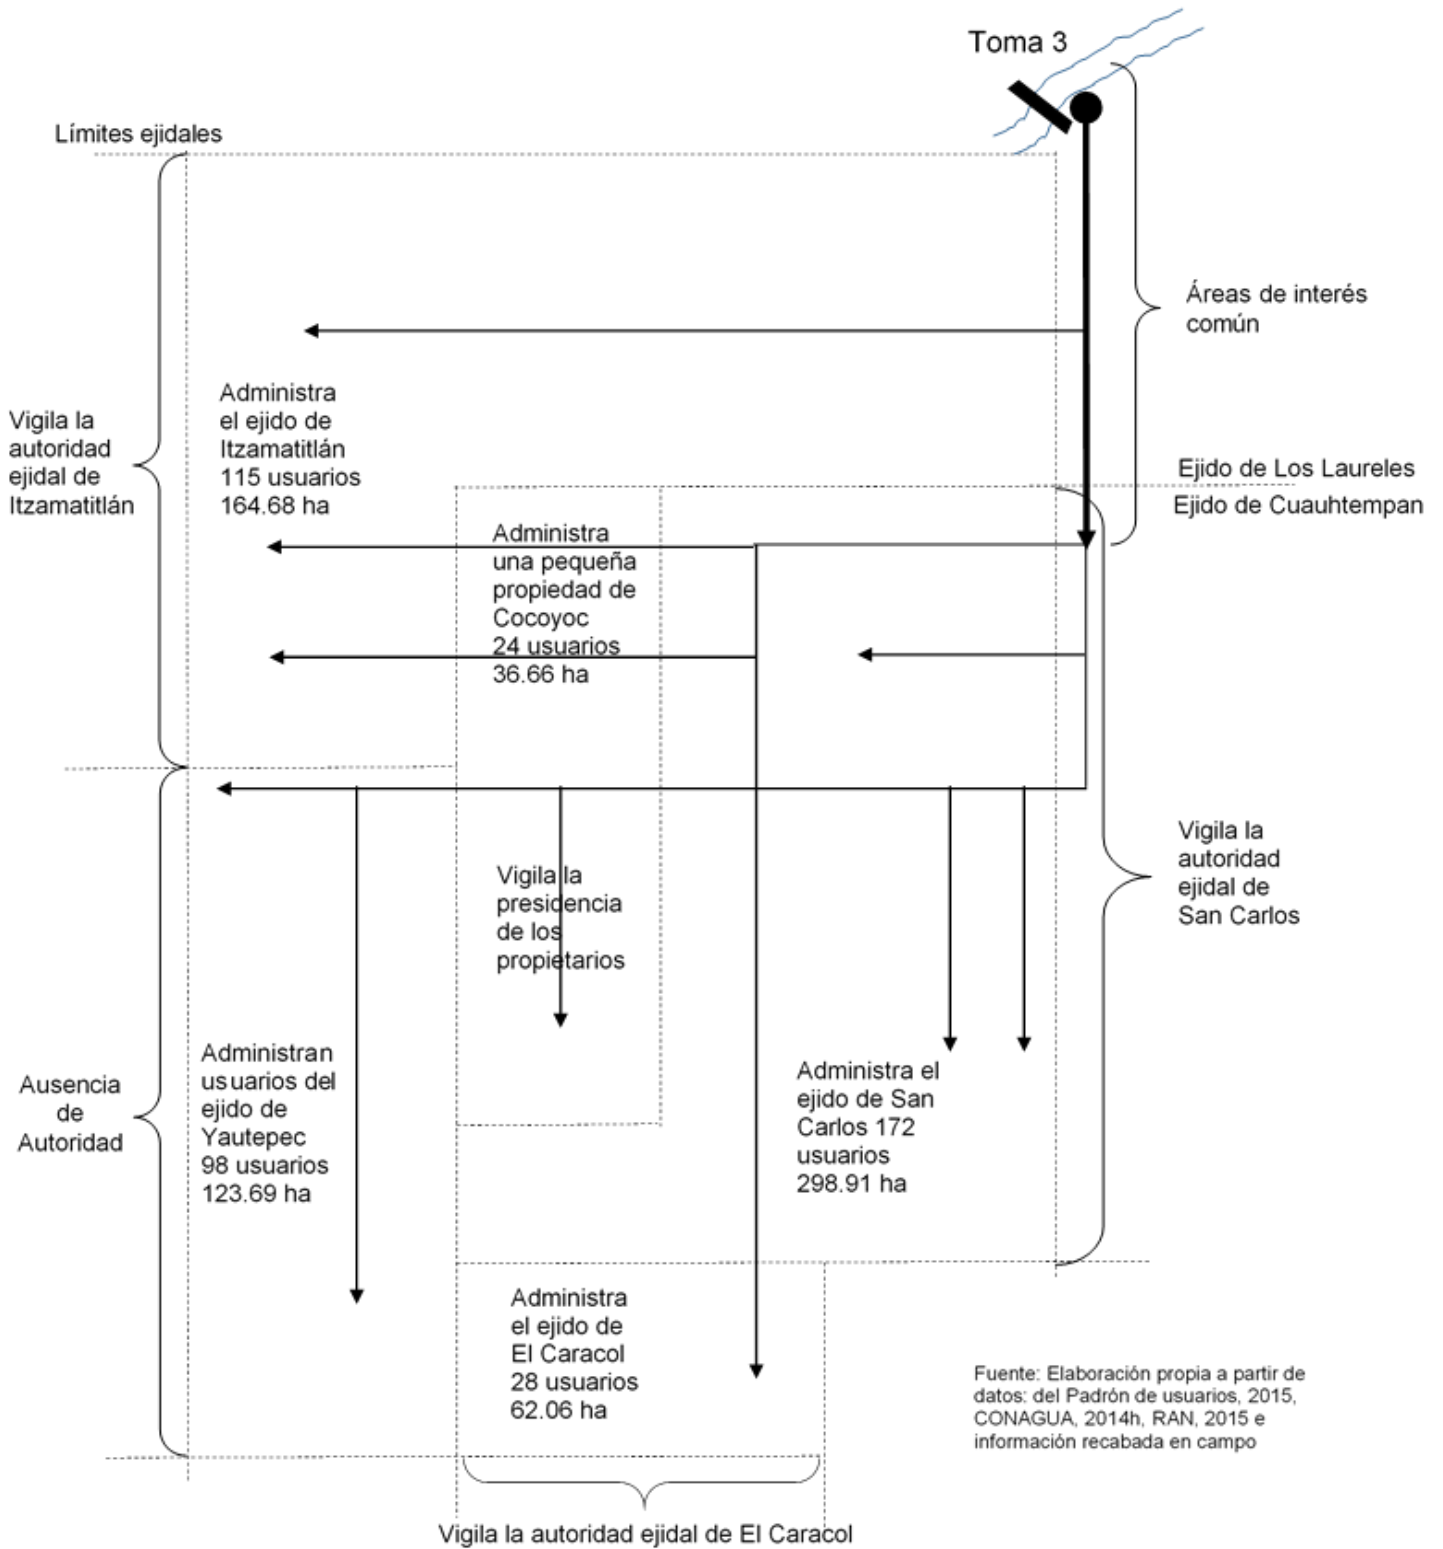 Toma 3
Límites ejidales
Áreas de interés
común
Administra
el ejido de
Itzamatitlán
115 usuarios
164.68 ha
Vigila la
autoridad
ejidal de
Itzamatitlán
Ejido de Los Laureles
Ejido de Cuauhtempan
Administra
una pequeña
propiedad de
Cocoyoc
24 usuarios
36.66 ha
Vigila la
autoridad
ejidal de
San Carlos
Vigila la
presidencia
de los
propietarios
Administran
usuarios del
ejido de
Yautepec
98 usuarios
123.69 ha
Ausencia
de
Autoridad
Administra el
ejido de San
Carlos 172
usuarios
298.91 ha
Administra
el ejido de
El Caracol
28 usuarios
62.06 ha
Fuente: Elaboración propia a partir de
datos: del Padrón de usuarios, 2015,
CONAGUA, 2014h, RAN, 2015 e
información recabada en campo
Vigila la autoridad ejidal de El Caracol